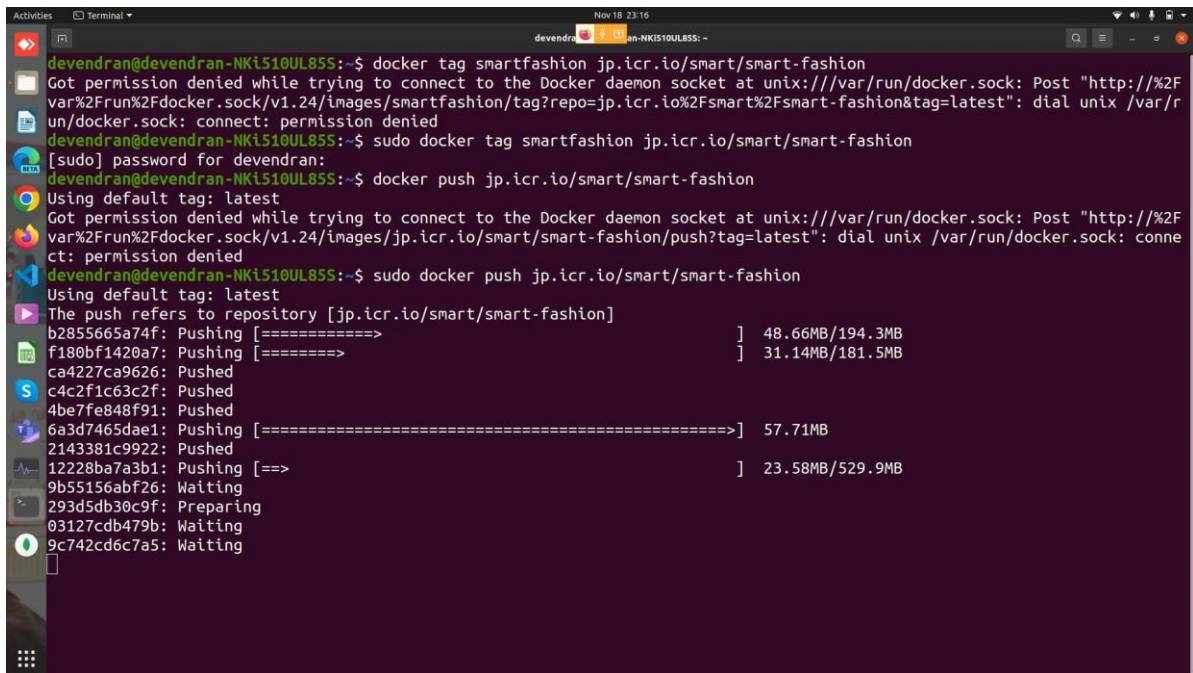 Activities Terminal Nov 18 23:16
devendra an-NKi510UL85S: ~
devendran@devendran-NKi510UL85S:~$ docker tag smartfashion jp.icr.io/smart/smart-fashion
Got permission denied while trying to connect to the Docker daemon socket at unix:///var/run/docker.sock: Post "http://%2F
var%2Frun%2Fdocker.sock/v1.24/images/smartfashion/tag?repo=jp.icr.io%2Fsmart%2Fsmart-fashion&tag=latest": dial unix /var/r
un/docker.sock: connect: permission denied
devendran@devendran-NKi510UL85S:~$ sudo docker tag smartfashion jp.icr.io/smart/smart-fashion
[sudo] password for devendran:
devendran@devendran-NKi510UL85S:~$ docker push jp.icr.io/smart/smart-fashion
Using default tag: latest
Got permission denied while trying to connect to the Docker daemon socket at unix:///var/run/docker.sock: Post "http://%2F
var%2Frun%2Fdocker.sock/v1.24/images/jp.icr.io/smart/smart-fashion/push?tag=latest": dial unix /var/run/docker.sock: conne
ct: permission denied
devendran@devendran-NKi510UL85S:~$ sudo docker push jp.icr.io/smart/smart-fashion
Using default tag: latest
The push refers to repository [jp.icr.io/smart/smart-fashion]
b2855665a74f: Pushing [============>                                      ]  48.66MB/194.3MB
f180bf1420a7: Pushing [========>                                          ]  31.14MB/181.5MB
ca4227ca9626: Pushed
c4c2f1c63c2f: Pushed
4be7fe848f91: Pushed
6a3d7465dae1: Pushing [==================================================>]  57.71MB
2143381c9922: Pushed
12228ba7a3b1: Pushing [==>                                                ]  23.58MB/529.9MB
9b55156abf26: Waiting
293d5db30c9f: Preparing
03127cdb479b: Waiting
9c742cd6c7a5: Waiting
BETA